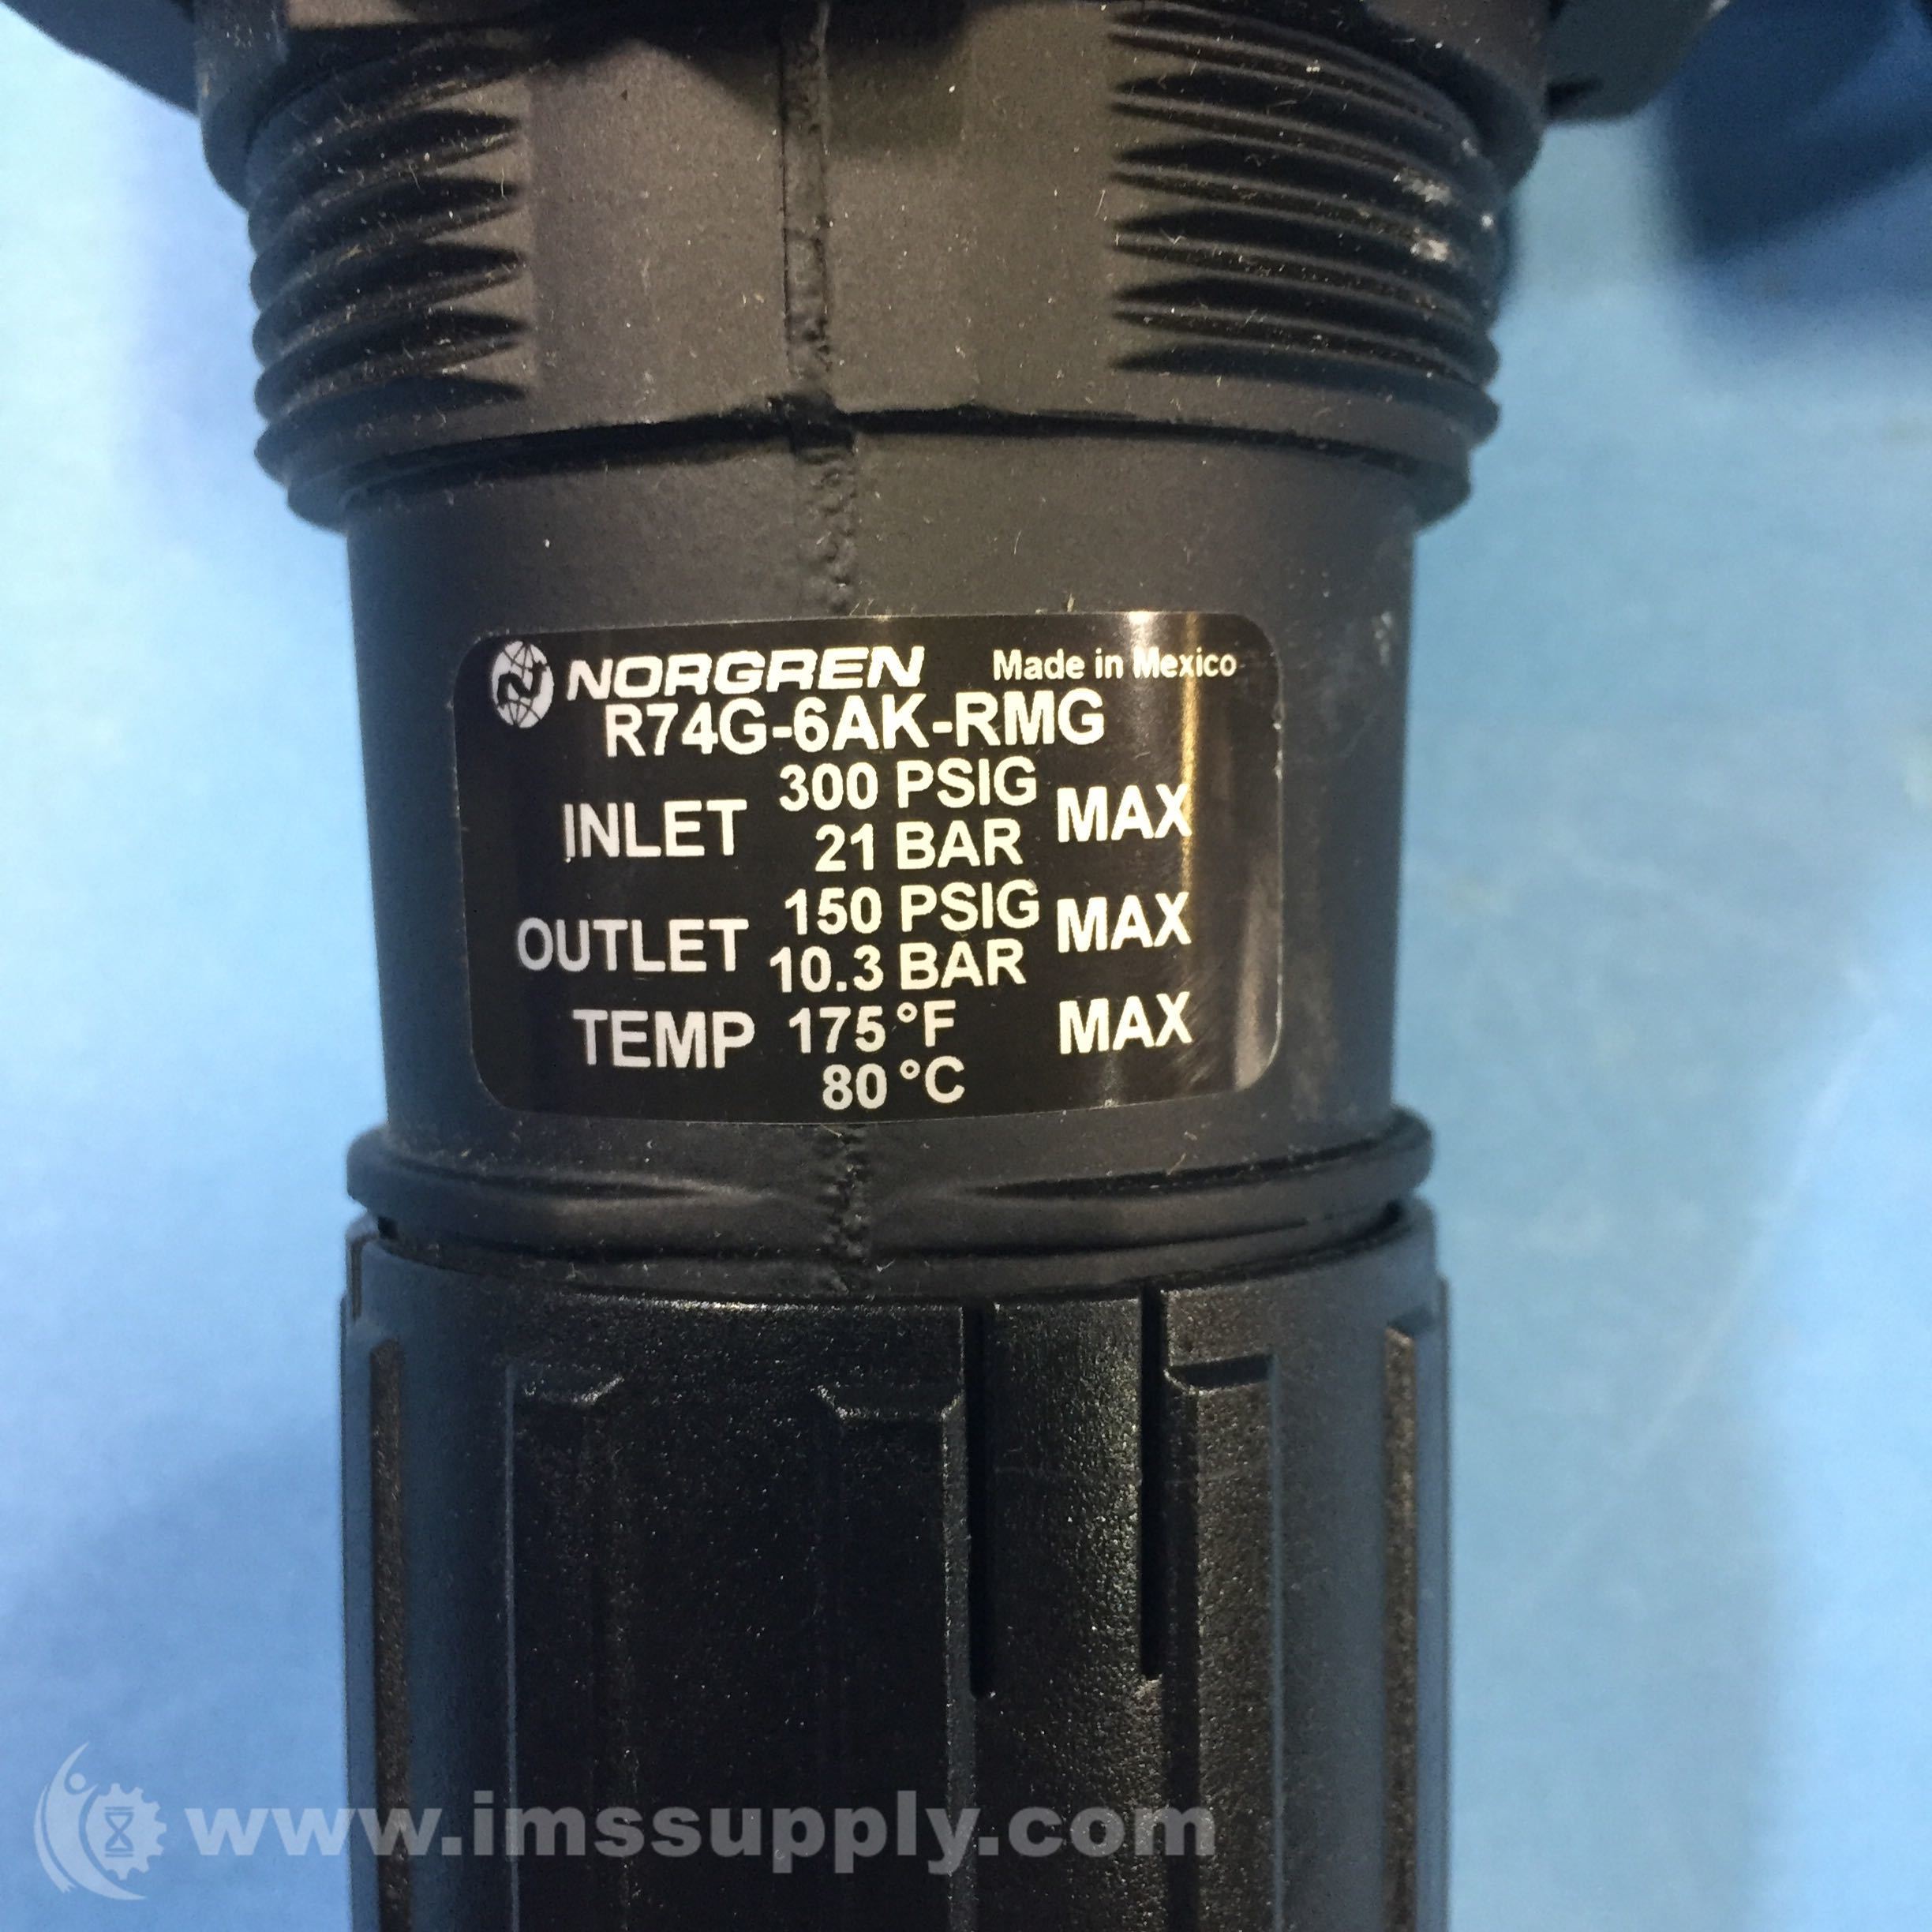 NORGREN Made in Mexico
R74G-6AK-RMG
INLET 300 PSIG MAX
21 BAR
OUTLET 150 PSIG MAX
10.3 BAR
TEMP 175 °F MAX
80 °C
www.imssupply.com